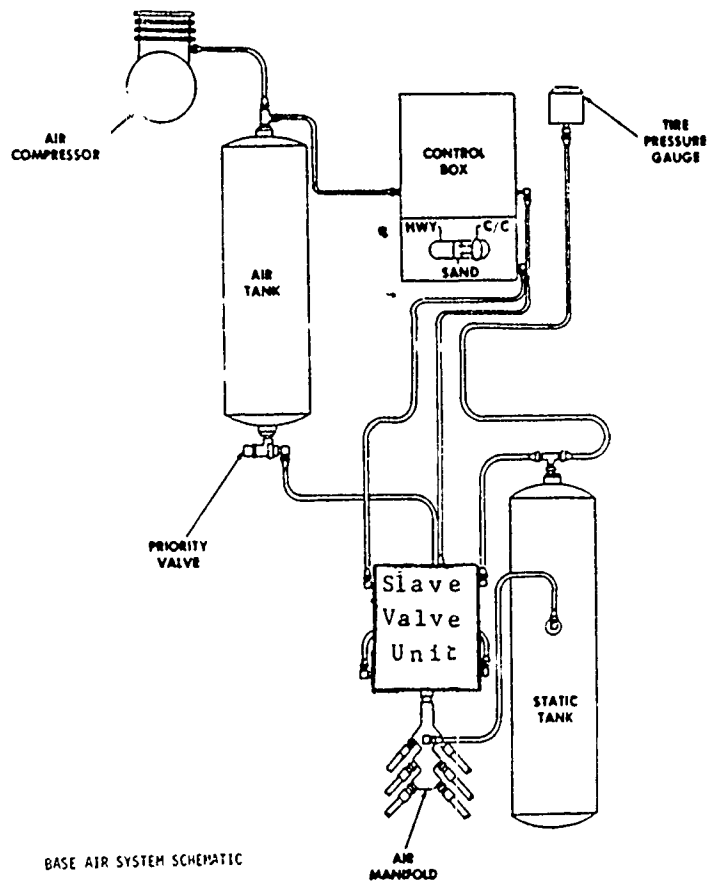 AIR
COMPRESSOR
CONTROL
BOX
TIRE
PRESSURE
GAUGE
HWY
C/C
SAND
AIR
TANK
PRIORITY
VALVE
Slave
Valve
Unit
STATIC
TANK
AIR
MANIFOLD
BASE AIR SYSTEM SCHEMATIC